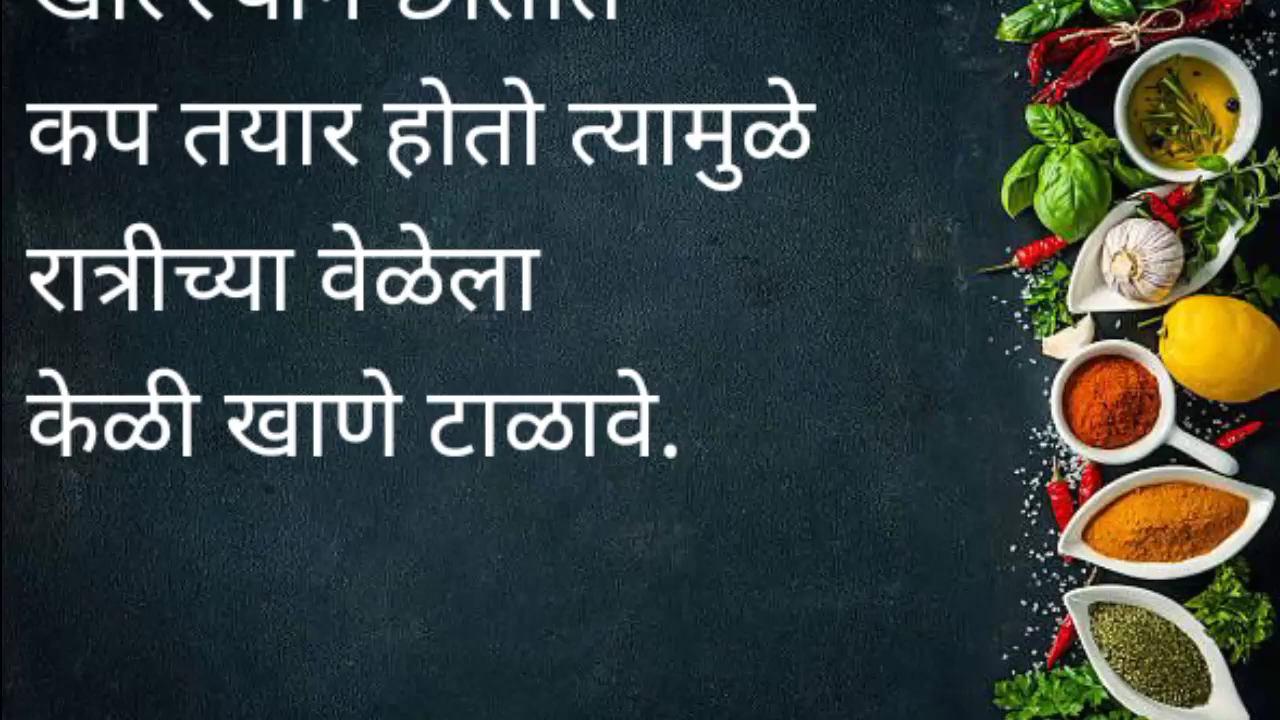 कप तयार होतो त्यामुळे
रात्रीच्या वेळेला
केळी खाणे टाळावे.